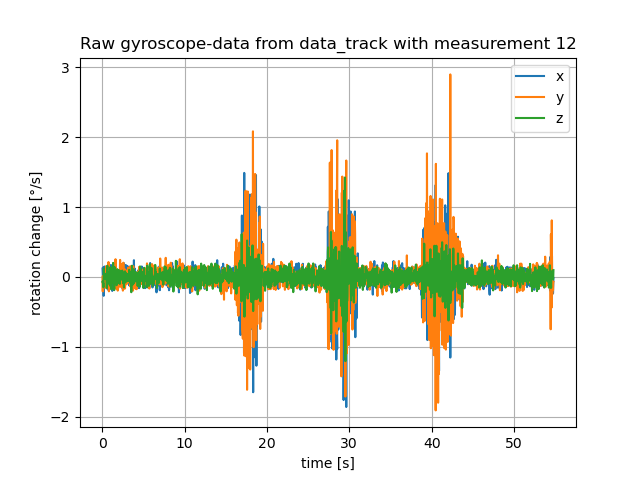 Raw gyroscope-data from data_track with measurement 12
3
2
1
0
−1
−2
rotation change [°/s]
x
y
z
0
10
20
30
40
50
time [s]